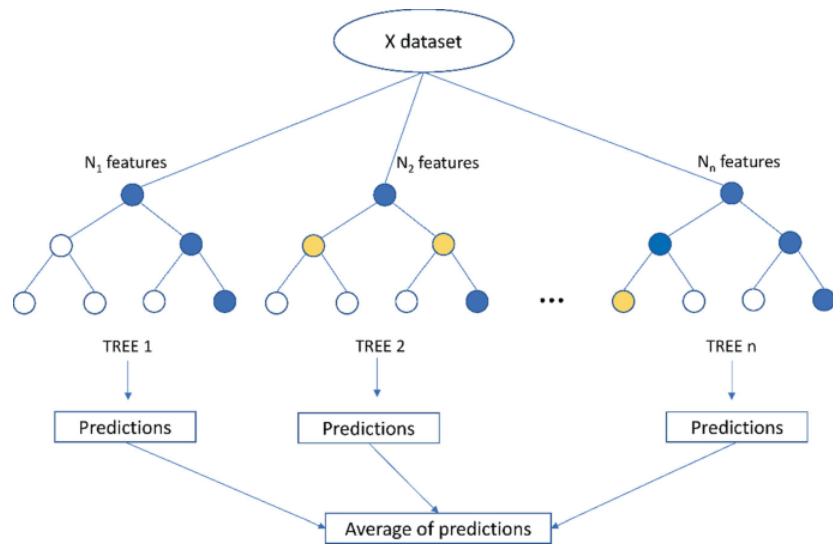 X dataset
N₁ features
N₂ features
Nₙ features
...
TREE 1
TREE 2
TREE n
Predictions
Predictions
Predictions
Average of predictions